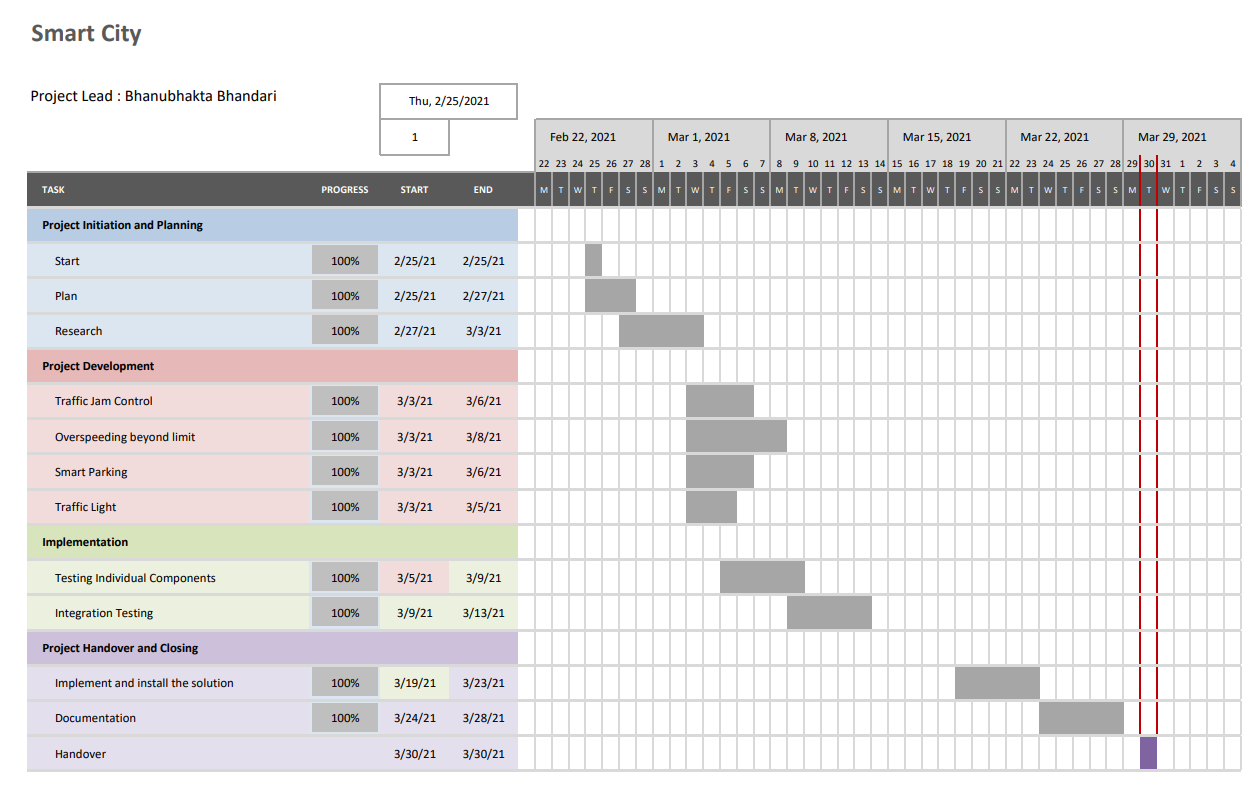 Smart City
Project Lead : Bhanubhakta Bhandari
Thu, 2/25/2021
1
Feb 22, 2021 Mar 1, 2021 Mar 8, 2021 Mar 15, 2021 Mar 22, 2021 Mar 29, 2021
22 23 24 25 26 27 28 1 2 3 4 5 6 7 8 9 10 11 12 13 14 15 16 17 18 19 20 21 22 23 24 25 26 27 28 29 30 31 1 2 3 4
TASK PROGRESS START END M T W T F S S M T W T F S S M T W T F S S M T W T F S S M T W T F S S M T W T F S S
Project Initiation and Planning
Start 100% 2/25/21 2/25/21
Plan 100% 2/25/21 2/27/21
Research 100% 2/27/21 3/3/21
Project Development
Traffic Jam Control 100% 3/3/21 3/6/21
Overspeeding beyond limit 100% 3/3/21 3/8/21
Smart Parking 100% 3/3/21 3/6/21
Traffic Light 100% 3/3/21 3/5/21
Implementation
Testing Individual Components 100% 3/5/21 3/9/21
Integration Testing 100% 3/9/21 3/13/21
Project Handover and Closing
Implement and install the solution 100% 3/19/21 3/23/21
Documentation 100% 3/24/21 3/28/21
Handover 3/30/21 3/30/21